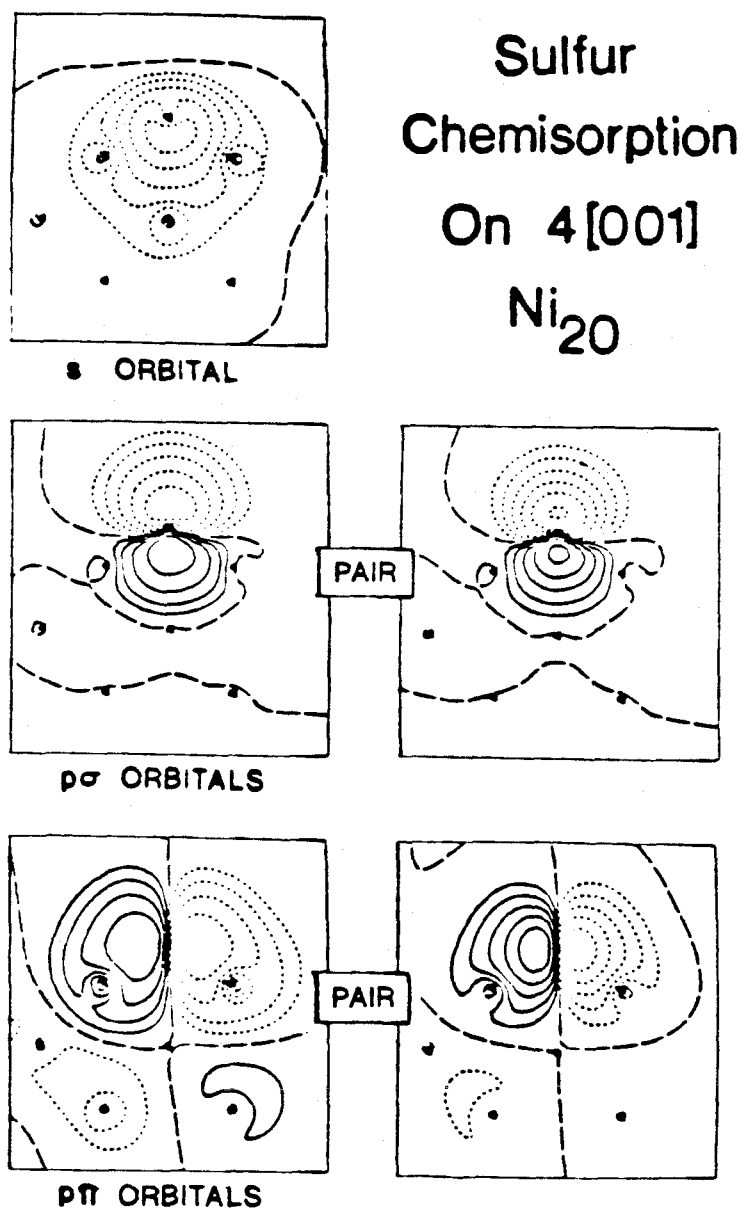 Sulfur
Chemisorption
On 4[001]
Ni20
s ORBITAL
PAIR
pσ ORBITALS
PAIR
pπ ORBITALS